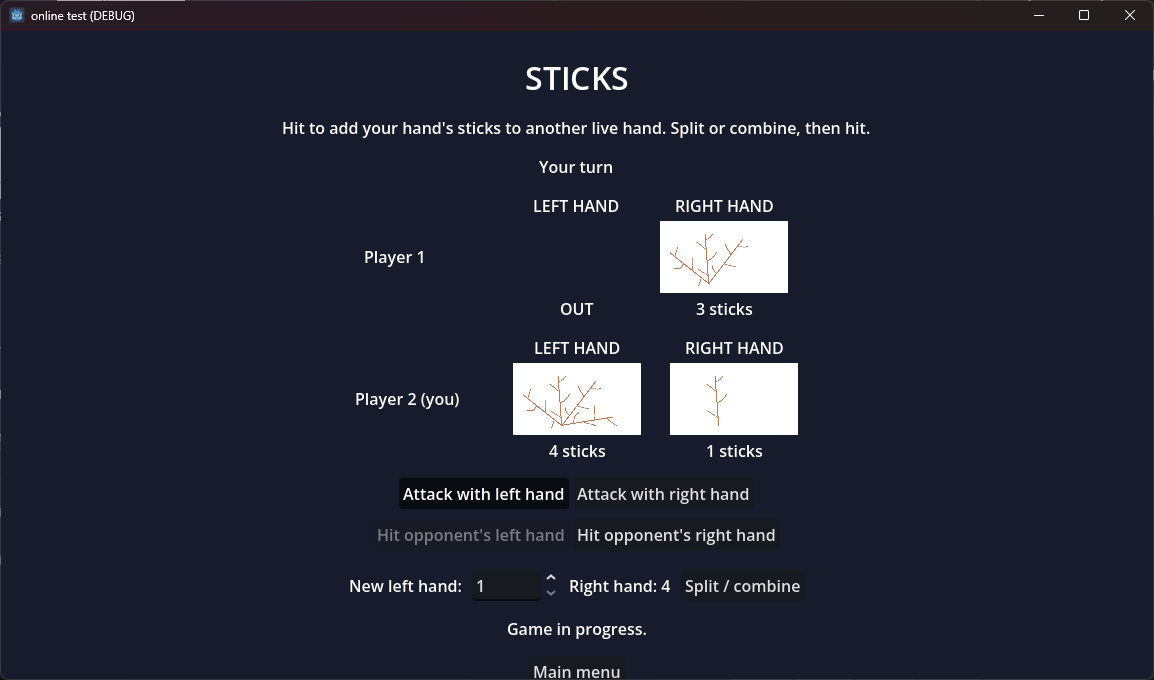 online test (DEBUG)
STICKS
Hit to add your hand's sticks to another live hand. Split or combine, then hit.
Your turn
LEFT HAND RIGHT HAND
Player 1
OUT 3 sticks
LEFT HAND RIGHT HAND
Player 2 (you)
4 sticks 1 sticks
Attack with left hand Attack with right hand
Hit opponent's left hand Hit opponent's right hand
New left hand: 1 Right hand: 4 Split / combine
Game in progress.
Main menu